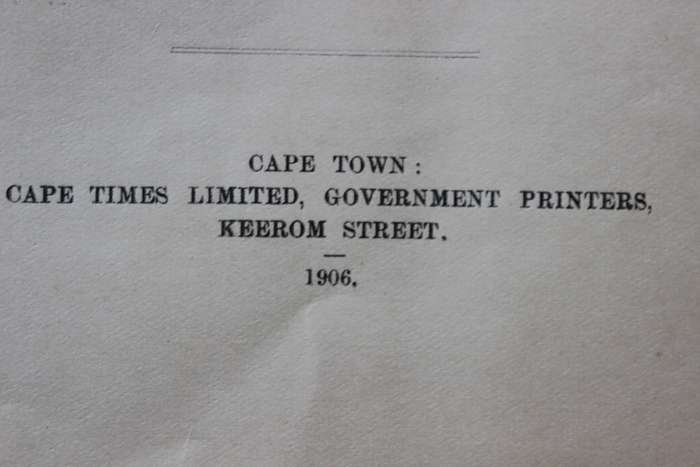 CAPE TOWN :
CAPE TIMES LIMITED, GOVERNMENT PRINTERS,
KEEROM STREET.
—
1906.